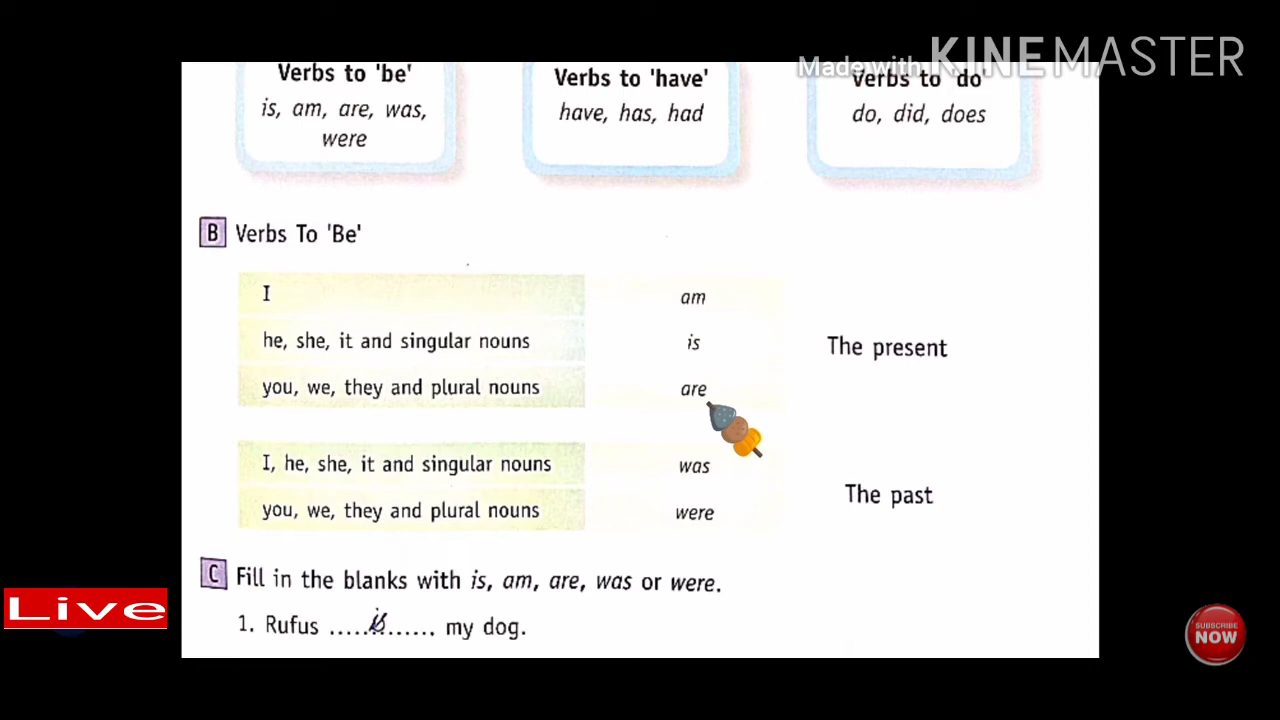 Made with KINEMASTER
Verbs to 'be'
is, am, are, was,
were
Verbs to 'have'
have, has, had
Verbs to do'
do, did, does
B Verbs To 'Be'
I am
he, she, it and singular nouns is
The present
you, we, they and plural nouns are
I, he, she, it and singular nouns was
The past
you, we, they and plural nouns were
C Fill in the blanks with is, am, are, was or were.
1. Rufus .....is....... my dog.
Live
SUBSCRIBE
NOW